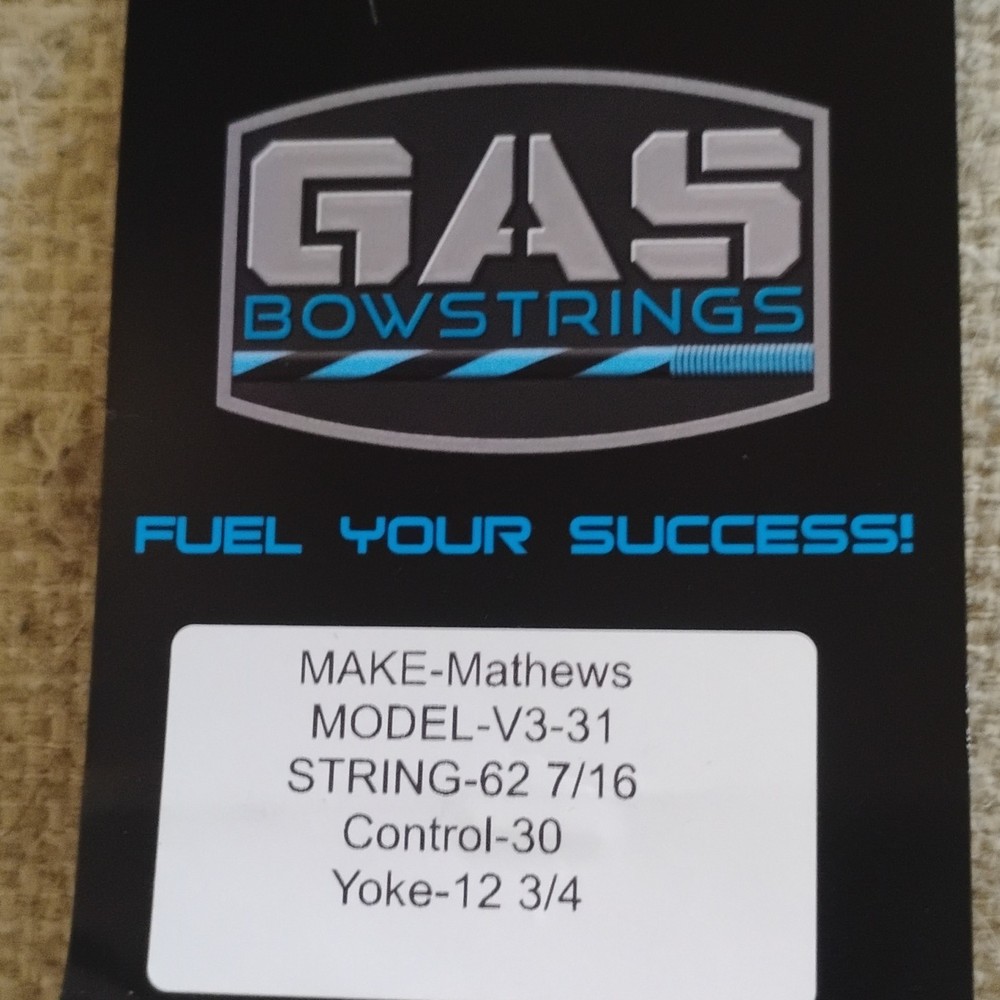 GAS
BOWSTRINGS
FUEL YOUR SUCCESS!
MAKE-Mathews
MODEL-V3-31
STRING-62 7/16
Control-30
Yoke-12 3/4